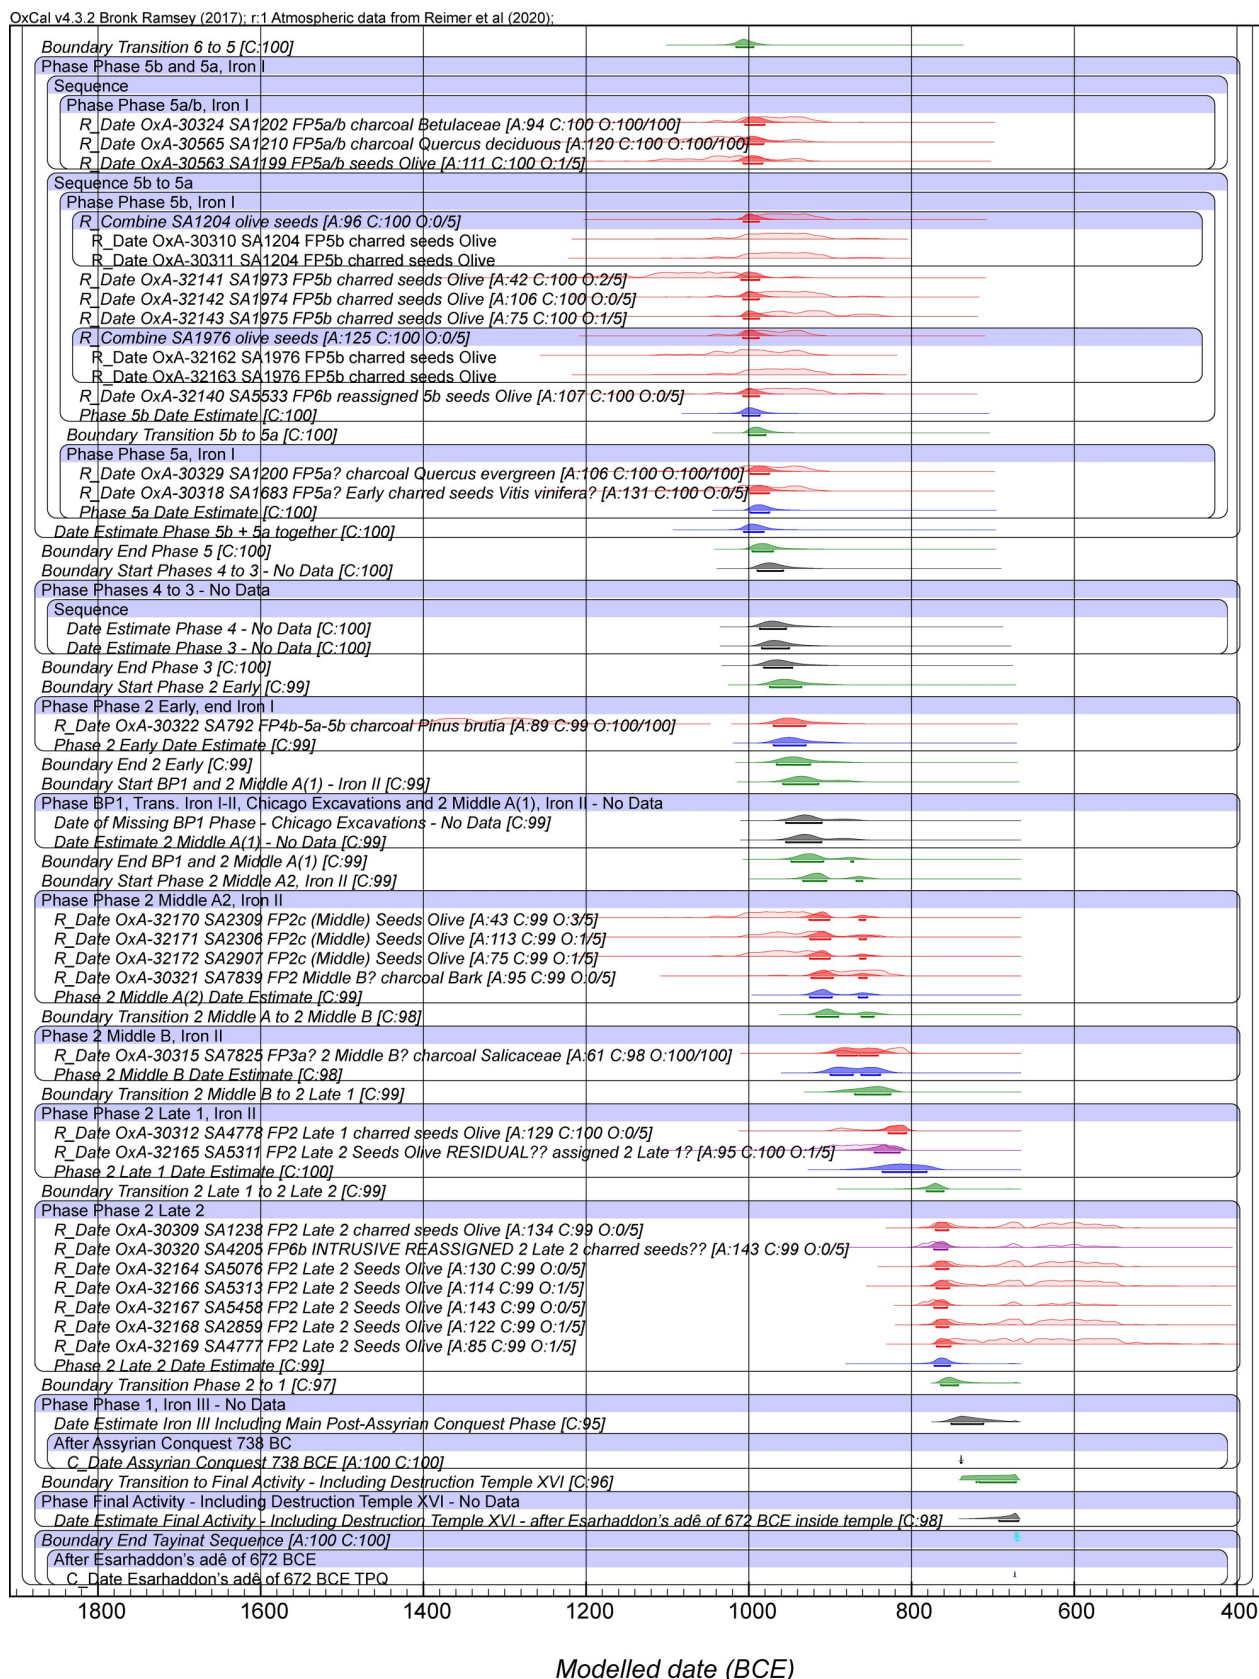 OxCal v4.3.2 Bronk Ramsey (2017); r:1 Atmospheric data from Reimer et al (2020);
Boundary Transition 6 to 5 [C:100]
Phase Phase 5b and 5a, Iron I
Sequence
Phase Phase 5a/b, Iron I
R_Date OxA-30324 SA1202 FP5a/b charcoal Betulaceae [A:94 C:100 O:100/100]
R_Date OxA-30565 SA1210 FP5a/b charcoal Quercus deciduous [A:120 C:100 O:100/100]
R_Date OxA-30563 SA1199 FP5a/b seeds Olive [A:111 C:100 O:1/5]
Sequence 5b to 5a
Phase Phase 5b, Iron I
R_Combine SA1204 olive seeds [A:96 C:100 O:0/5]
R_Date OxA-30310 SA1204 FP5b charred seeds Olive
R_Date OxA-30311 SA1204 FP5b charred seeds Olive
R_Date OxA-32141 SA1973 FP5b charred seeds Olive [A:42 C:100 O:2/5]
R_Date OxA-32142 SA1974 FP5b charred seeds Olive [A:106 C:100 O:0/5]
R_Date OxA-32143 SA1975 FP5b charred seeds Olive [A:75 C:100 O:1/5]
R_Combine SA1976 olive seeds [A:125 C:100 O:0/5]
R_Date OxA-32162 SA1976 FP5b charred seeds Olive
R_Date OxA-32163 SA1976 FP5b charred seeds Olive
R_Date OxA-32140 SA5533 FP6b reassigned 5b seeds Olive [A:107 C:100 O:0/5]
Phase 5b Date Estimate [C:100]
Boundary Transition 5b to 5a [C:100]
Phase Phase 5a, Iron I
R_Date OxA-30329 SA1200 FP5a? charcoal Quercus evergreen [A:106 C:100 O:100/100]
R_Date OxA-30318 SA1683 FP5a? Early charred seeds Vitis vinifera? [A:131 C:100 O:0/5]
Phase 5a Date Estimate [C:100]
Date Estimate Phase 5b + 5a together [C:100]
Boundary End Phase 5 [C:100]
Boundary Start Phases 4 to 3 - No Data [C:100]
Phase Phases 4 to 3 - No Data
Sequence
Date Estimate Phase 4 - No Data [C:100]
Date Estimate Phase 3 - No Data [C:100]
Boundary End Phase 3 [C:100]
Boundary Start Phase 2 Early [C:99]
Phase Phase 2 Early, end Iron I
R_Date OxA-30322 SA792 FP4b-5a-5b charcoal Pinus brutia [A:89 C:99 O:100/100]
Phase 2 Early Date Estimate [C:99]
Boundary End 2 Early [C:99]
Boundary Start BP1 and 2 Middle A(1) - Iron II [C:99]
Phase BP1, Trans. Iron I-II, Chicago Excavations and 2 Middle A(1), Iron II - No Data
Date of Missing BP1 Phase - Chicago Excavations - No Data [C:99]
Date Estimate 2 Middle A(1) - No Data [C:99]
Boundary End BP1 and 2 Middle A(1) [C:99]
Boundary Start Phase 2 Middle A2, Iron II [C:99]
Phase Phase 2 Middle A2, Iron II
R_Date OxA-32170 SA2309 FP2c (Middle) Seeds Olive [A:43 C:99 O:3/5]
R_Date OxA-32171 SA2306 FP2c (Middle) Seeds Olive [A:113 C:99 O:1/5]
R_Date OxA-32172 SA2907 FP2c (Middle) Seeds Olive [A:75 C:99 O:1/5]
R_Date OxA-30321 SA7839 FP2 Middle B? charcoal Bark [A:95 C:99 O:0/5]
Phase 2 Middle A(2) Date Estimate [C:99]
Boundary Transition 2 Middle A to 2 Middle B [C:98]
Phase 2 Middle B, Iron II
R_Date OxA-30315 SA7825 FP3a? 2 Middle B? charcoal Salicaceae [A:61 C:98 O:100/100]
Phase 2 Middle B Date Estimate [C:98]
Boundary Transition 2 Middle B to 2 Late 1 [C:99]
Phase Phase 2 Late 1, Iron II
R_Date OxA-30312 SA4778 FP2 Late 1 charred seeds Olive [A:129 C:100 O:0/5]
R_Date OxA-32165 SA5311 FP2 Late 2 Seeds Olive RESIDUAL?? assigned 2 Late 1? [A:95 C:100 O:1/5]
Phase 2 Late 1 Date Estimate [C:100]
Boundary Transition 2 Late 1 to 2 Late 2 [C:99]
Phase Phase 2 Late 2
R_Date OxA-30309 SA1238 FP2 Late 2 charred seeds Olive [A:134 C:99 O:0/5]
R_Date OxA-30320 SA4205 FP6b INTRUSIVE REASSIGNED 2 Late 2 charred seeds?? [A:143 C:99 O:0/5]
R_Date OxA-32164 SA5076 FP2 Late 2 Seeds Olive [A:130 C:99 O:0/5]
R_Date OxA-32166 SA5313 FP2 Late 2 Seeds Olive [A:114 C:99 O:1/5]
R_Date OxA-32167 SA5458 FP2 Late 2 Seeds Olive [A:143 C:99 O:0/5]
R_Date OxA-32168 SA2859 FP2 Late 2 Seeds Olive [A:122 C:99 O:1/5]
R_Date OxA-32169 SA4777 FP2 Late 2 Seeds Olive [A:85 C:99 O:1/5]
Phase 2 Late 2 Date Estimate [C:99]
Boundary Transition Phase 2 to 1 [C:97]
Phase Phase 1, Iron III - No Data
Date Estimate Iron III Including Main Post-Assyrian Conquest Phase [C:95]
After Assyrian Conquest 738 BC
C_Date Assyrian Conquest 738 BCE [A:100 C:100]
Boundary Transition to Final Activity - Including Destruction Temple XVI [C:96]
Phase Final Activity - Including Destruction Temple XVI - No Data
Date Estimate Final Activity - Including Destruction Temple XVI - after Esarhaddon's adê of 672 BCE inside temple [C:98]
Boundary End Tayinat Sequence [A:100 C:100]
After Esarhaddon's adê of 672 BCE
C_Date Esarhaddon's adê of 672 BCE TPQ
1800 1600 1400 1200 1000 800 600 400
Modelled date (BCE)